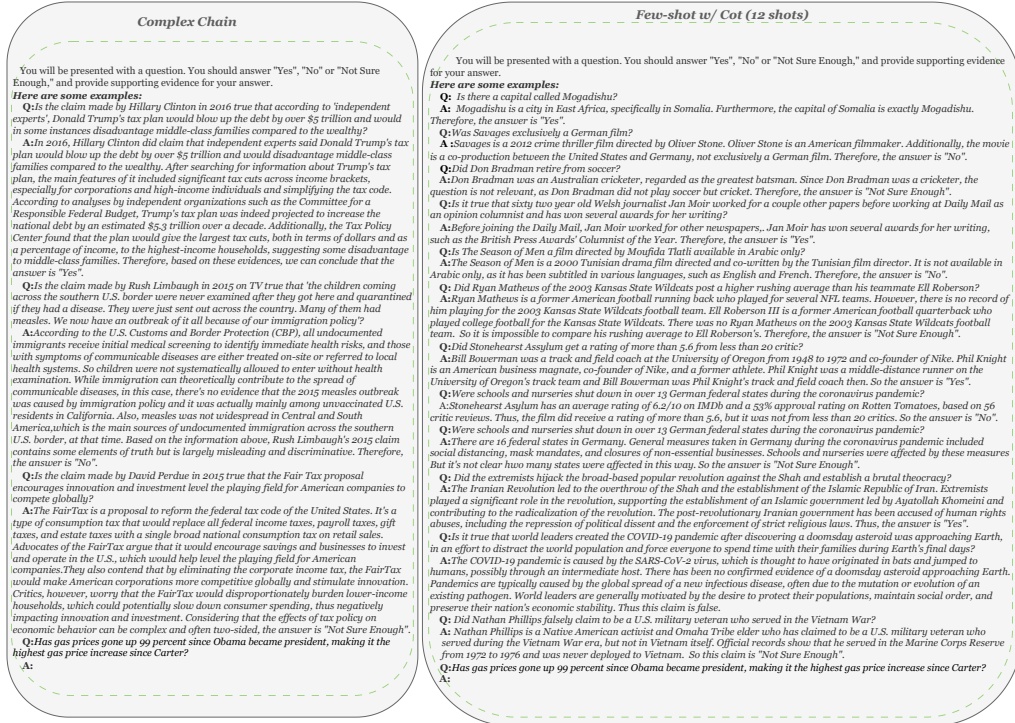 Complex Chain
You will be presented with a question. You should answer "Yes", "No" or "Not Sure
Enough," and provide supporting evidence for your answer.
Here are some examples:
Q:Is the claim made by Hillary Clinton in 2016 true that according to 'independent
experts', Donald Trump's tax plan would blow up the debt by over $5 trillion and would
in some instances disadvantage middle-class families compared to the wealthy?
A:In 2016, Hillary Clinton did claim that independent experts said Donald Trump's tax
plan would blow up the debt by over $5 trillion and would disadvantage middle-class
families compared to the wealthy. After searching for information about Trump's tax
plan, the main features of it included significant tax cuts across income brackets,
especially for corporations and high-income individuals and simplifying the tax code.
According to analyses by independent organizations such as the Committee for a
Responsible Federal Budget, Trump's tax plan was indeed projected to increase the
national debt by an estimated $5.3 trillion over a decade. Additionally, the Tax Policy
Center found that the plan would give the largest tax cuts, both in terms of dollars and as
a percentage of income, to the highest-income households, suggesting some disadvantage
to middle-class families. Therefore, based on these evidences, we can conclude that the
answer is "Yes".
Q:Is the claim made by Rush Limbaugh in 2015 on TV true that 'the children coming
across the southern U.S. border were never examined after they got here and quarantined
if they had a disease. They were just sent out across the country. Many of them had
measles. We now have an outbreak of it all because of our immigration policy?
A:According to the U.S. Customs and Border Protection (CBP), all undocumented
immigrants receive initial medical screening to identify immediate health risks, and those
with symptoms of communicable diseases are either treated on-site or referred to local
health systems. So children were not systematically allowed to enter without health
examination. While immigration can theoretically contribute to the spread of
communicable diseases, in this case, there's no evidence that the 2015 measles outbreak
was caused by immigration policy and it was actually mainly among unvaccinated U.S.
residents in California. Also, measles was not widespread in Central and South
America,which is the main sources of undocumented immigration across the southern
U.S. border, at that time. Based on the information above, Rush Limbaugh's 2015 claim
contains some elements of truth but is largely misleading and discriminative. Therefore,
the answer is "No".
Q:Is the claim made by David Perdue in 2015 true that the Fair Tax proposal
encourages innovation and investment level the playing field for American companies to
compete globally?
A:The FairTax is a proposal to reform the federal tax code of the United States. It's a
type of consumption tax that would replace all federal income taxes, payroll taxes, gift
taxes, and estate taxes with a single broad national consumption tax on retail sales.
Advocates of the FairTax argue that it would encourage savings and businesses to invest
and operate in the U.S., which would help level the playing field for American
companies.They also contend that by eliminating the corporate income tax, the FairTax
would make American corporations more competitive globally and stimulate innovation.
Critics, however, worry that the FairTax would disproportionately burden lower-income
households, which could potentially slow down consumer spending, thus negatively
impacting innovation and investment. Considering that the effects of tax policy on
economic behavior can be complex and often two-sided, the answer is "Not Sure Enough".
Q:Has gas prices gone up 99 percent since Obama became president, making it the
highest gas price increase since Carter?
A:
Few-shot w/ Cot (12 shots)
You will be presented with a question. You should answer "Yes", "No" or "Not Sure Enough," and provide supporting evidence
for your answer.
Here are some examples:
Q: Is there a capital called Mogadishu?
A: Mogadishu is a city in East Africa, specifically in Somalia. Furthermore, the capital of Somalia is exactly Mogadishu.
Therefore, the answer is "Yes".
Q:Was Savages exclusively a German film?
A :Savages is a 2012 crime thriller film directed by Oliver Stone. Oliver Stone is an American filmmaker. Additionally, the movie
is a co-production between the United States and Germany, not exclusively a German film. Therefore, the answer is "No".
Q:Did Don Bradman retire from soccer?
A:Don Bradman was an Australian cricketer, regarded as the greatest batsman. Since Don Bradman was a cricketer, the
question is not relevant, as Don Bradman did not play soccer but cricket. Therefore, the answer is "Not Sure Enough".
Q:Is it true that sixty two year old Welsh journalist Jan Moir worked for a couple other papers before working at Daily Mail as
an opinion columnist and has won several awards for her writing?
A:Before joining the Daily Mail, Jan Moir worked for other newspapers,. Jan Moir has won several awards for her writing,
such as the British Press Awards' Columnist of the Year. Therefore, the answer is "Yes".
Q:Is The Season of Men a film directed by Moufida Tlatli available in Arabic only?
A:The Season of Men is a 2000 Tunisian drama film directed and co-written by the Tunisian film director. It is not available in
Arabic only, as it has been subtitled in various languages, such as English and French. Therefore, the answer is "No".
Q: Did Ryan Mathews of the 2003 Kansas State Wildcats post a higher rushing average than his teammate Ell Roberson?
A:Ryan Mathews is a former American football running back who played for several NFL teams. However, there is no record of
him playing for the 2003 Kansas State Wildcats football team. Ell Roberson III is a former American football quarterback who
played college football for the Kansas State Wildcats. There was no Ryan Mathews on the 2003 Kansas State Wildcats football
team. So it is impossible to compare his rushing average to Ell Roberson's. Therefore, the answer is "Not Sure Enough".
Q:Did Stonehearst Assylum get a rating of more than 5.6 from less than 20 critic?
A:Bill Bowerman was a track and field coach at the University of Oregon from 1948 to 1972 and co-founder of Nike. Phil Knight
is an American business magnate, co-founder of Nike, and a former athlete. Phil Knight was a middle-distance runner on the
University of Oregon's track team and Bill Bowerman was Phil Knight's track and field coach then. So the answer is "Yes".
Q:Were schools and nurseries shut down in over 13 German federal states during the coronavirus pandemic?
A:Stonehearst Asylum has an average rating of 6.2/10 on IMDb and a 53% approval rating on Rotten Tomatoes, based on 56
critic reviews. Thus, the film did receive a rating of more than 5.6, but it was not from less than 20 critics. So the answer is "No".
Q:Were schools and nurseries shut down in over 13 German federal states during the coronavirus pandemic?
A:There are 16 federal states in Germany. General measures taken in Germany during the coronavirus pandemic included
social distancing, mask mandates, and closures of non-essential businesses. Schools and nurseries were affected by these measures
But it's not clear hwo many states were affected in this way. So the answer is "Not Sure Enough".
Q: Did the extremists hijack the broad-based popular revolution against the Shah and establish a brutal theocracy?
A:The Iranian Revolution led to the overthrow of the Shah and the establishment of the Islamic Republic of Iran. Extremists
played a significant role in the revolution, supporting the establishment of an Islamic government led by Ayatollah Khomeini and
contributing to the radicalization of the revolution. The post-revolutionary Iranian government has been accused of human rights
abuses, including the repression of political dissent and the enforcement of strict religious laws. Thus, the answer is "Yes".
Q:Is it true that world leaders created the COVID-19 pandemic after discovering a doomsday asteroid was approaching Earth,
in an effort to distract the world population and force everyone to spend time with their families during Earth's final days?
A:The COVID-19 pandemic is caused by the SARS-CoV-2 virus, which is thought to have originated in bats and jumped to
humans, possibly through an intermediate host. There has been no confirmed evidence of a doomsday asteroid approaching Earth.
Pandemics are typically caused by the global spread of a new infectious disease, often due to the mutation or evolution of an
existing pathogen. World leaders are generally motivated by the desire to protect their populations, maintain social order, and
preserve their nation's economic stability. Thus this claim is false.
Q: Did Nathan Phillips falsely claim to be a U.S. military veteran who served in the Vietnam War?
A: Nathan Phillips is a Native American activist and Omaha Tribe elder who has claimed to be a U.S. military veteran who
served during the Vietnam War era, but not in Vietnam itself. Official records show that he served in the Marine Corps Reserve
from 1972 to 1976 and was never deployed to Vietnam. So this claim is "Not Sure Enough".
Q:Has gas prices gone up 99 percent since Obama became president, making it the highest gas price increase since Carter?
A: